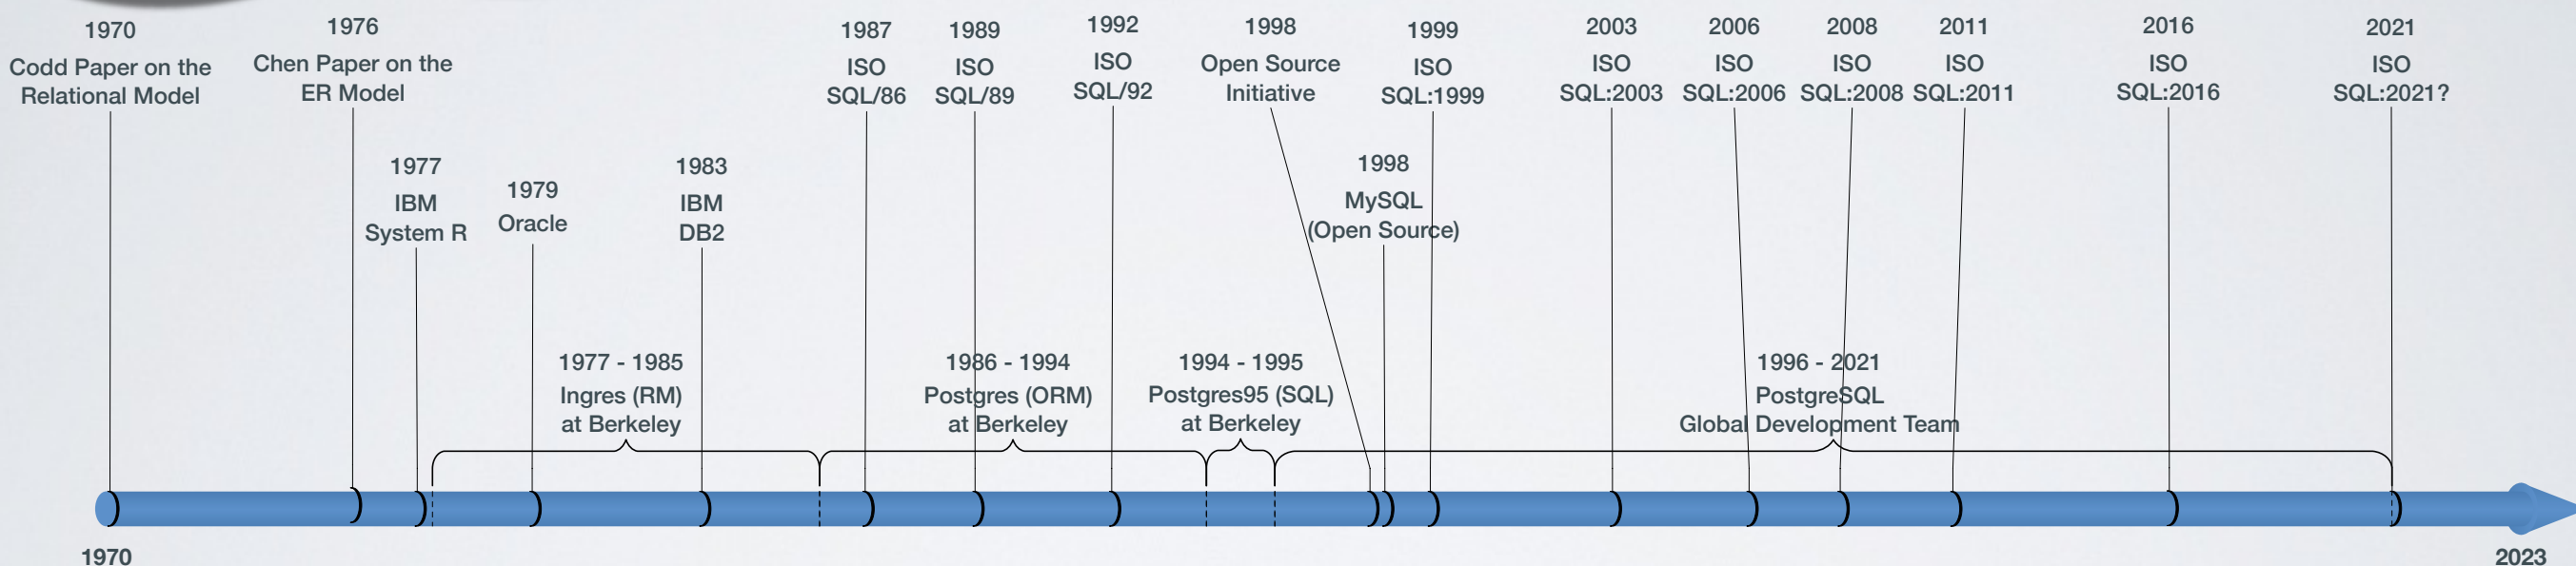 1970
Codd Paper on the
Relational Model
1976
Chen Paper on the
ER Model
1977
IBM
System R
1979
Oracle
1983
IBM
DB2
1987
ISO
SQL/86
1989
ISO
SQL/89
1992
ISO
SQL/92
1998
Open Source
Initiative
1998
MySQL
(Open Source)
1999
ISO
SQL:1999
2003
ISO
SQL:2003
2006
ISO
SQL:2006
2008
ISO
SQL:2008
2011
ISO
SQL:2011
2016
ISO
SQL:2016
2021
ISO
SQL:2021?
1977 - 1985
Ingres (RM)
at Berkeley
1986 - 1994
Postgres (ORM)
at Berkeley
1994 - 1995
Postgres95 (SQL)
at Berkeley
1996 - 2021
PostgreSQL
Global Development Team
1970
2023